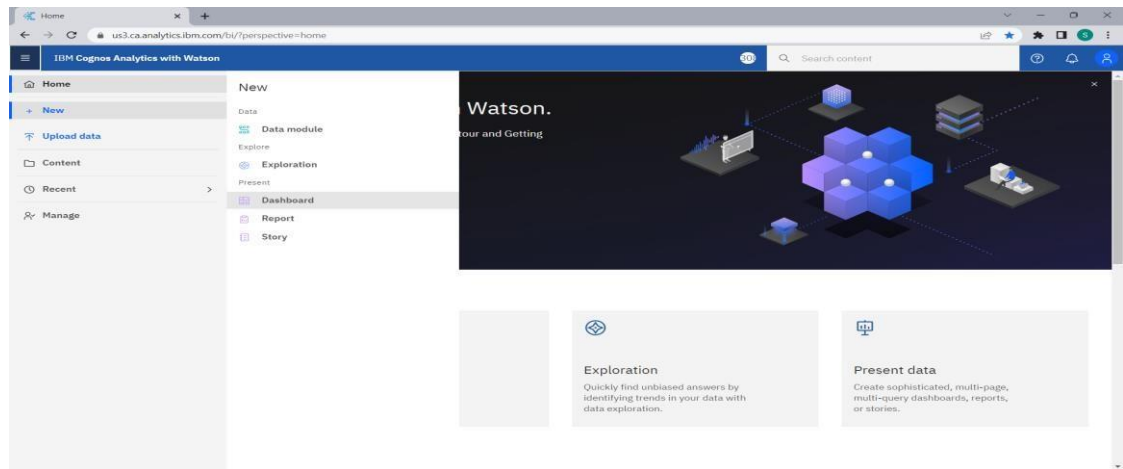 Home
us3.ca.analytics.ibm.com/bi/?perspective=home
S
IBM Cognos Analytics with Watson
30
Search content
Home
New
Upload data
Content
Recent
Manage
New
Data
Data module
Explore
Exploration
Present
Dashboard
Report
Story
Watson.
tour and Getting
Exploration
Quickly find unbiased answers by
identifying trends in your data with
data exploration.
Present data
Create sophisticated, multi-page,
multi-query dashboards, reports,
or stories.